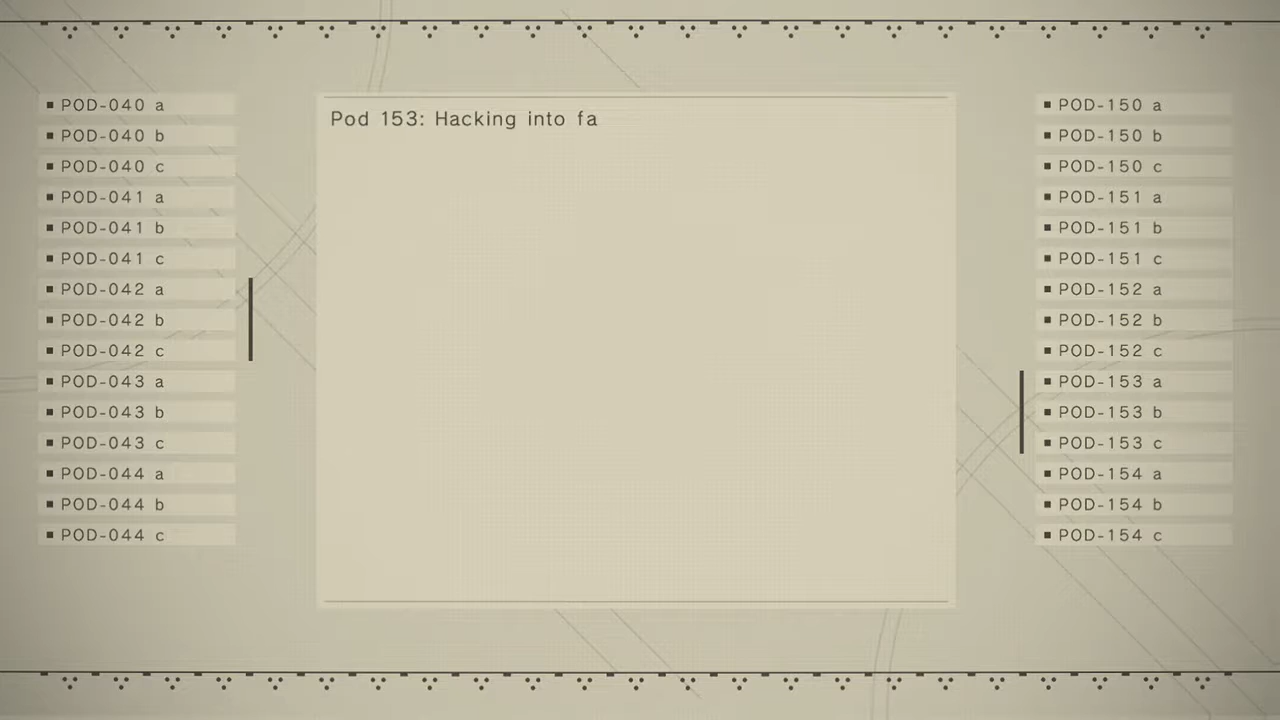 POD-040 a
POD-040 b
POD-040 c
POD-041 a
POD-041 b
POD-041 c
POD-042 a
POD-042 b
POD-042 c
POD-043 a
POD-043 b
POD-043 c
POD-044 a
POD-044 b
POD-044 c
Pod 153: Hacking into fa
POD-150 a
POD-150 b
POD-150 c
POD-151 a
POD-151 b
POD-151 c
POD-152 a
POD-152 b
POD-152 c
POD-153 a
POD-153 b
POD-153 c
POD-154 a
POD-154 b
POD-154 c